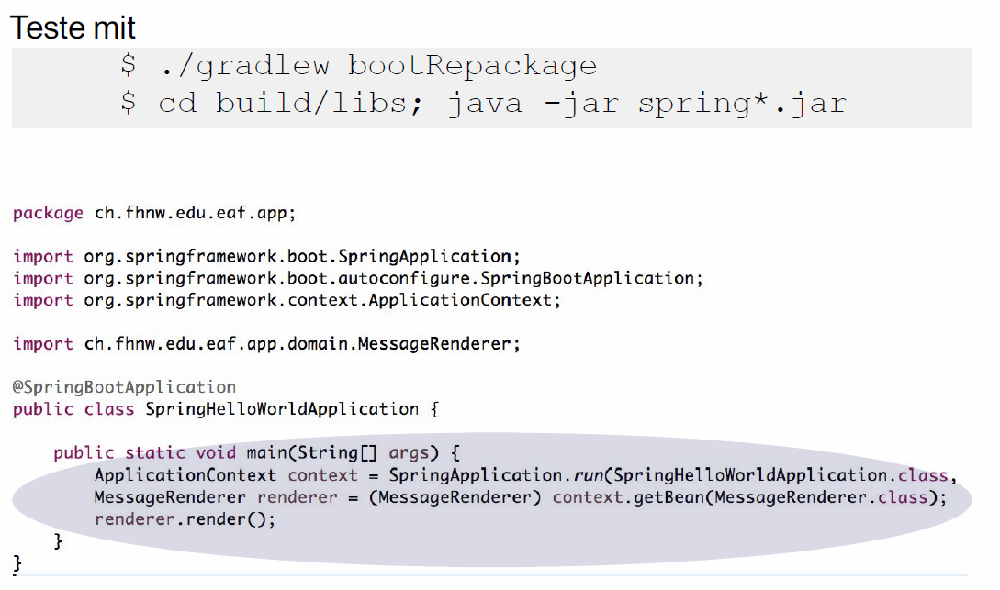 Teste mit
$ ./gradlew bootRepackage
$ cd build/libs; java -jar spring*.jar
package ch.fhnw.edu.eaf.app;
import org.springframework.boot.SpringApplication;
import org.springframework.boot.autoconfigure.SpringBootApplication;
import org.springframework.context.ApplicationContext;
import ch.fhnw.edu.eaf.app.domain.MessageRenderer;
@SpringBootApplication
public class SpringHelloWorldApplication {
public static void main(String[] args) {
ApplicationContext context = SpringApplication.run(SpringHelloWorldApplication.class,
MessageRenderer renderer = (MessageRenderer) context.getBean(MessageRenderer.class);
renderer.render();
}
}